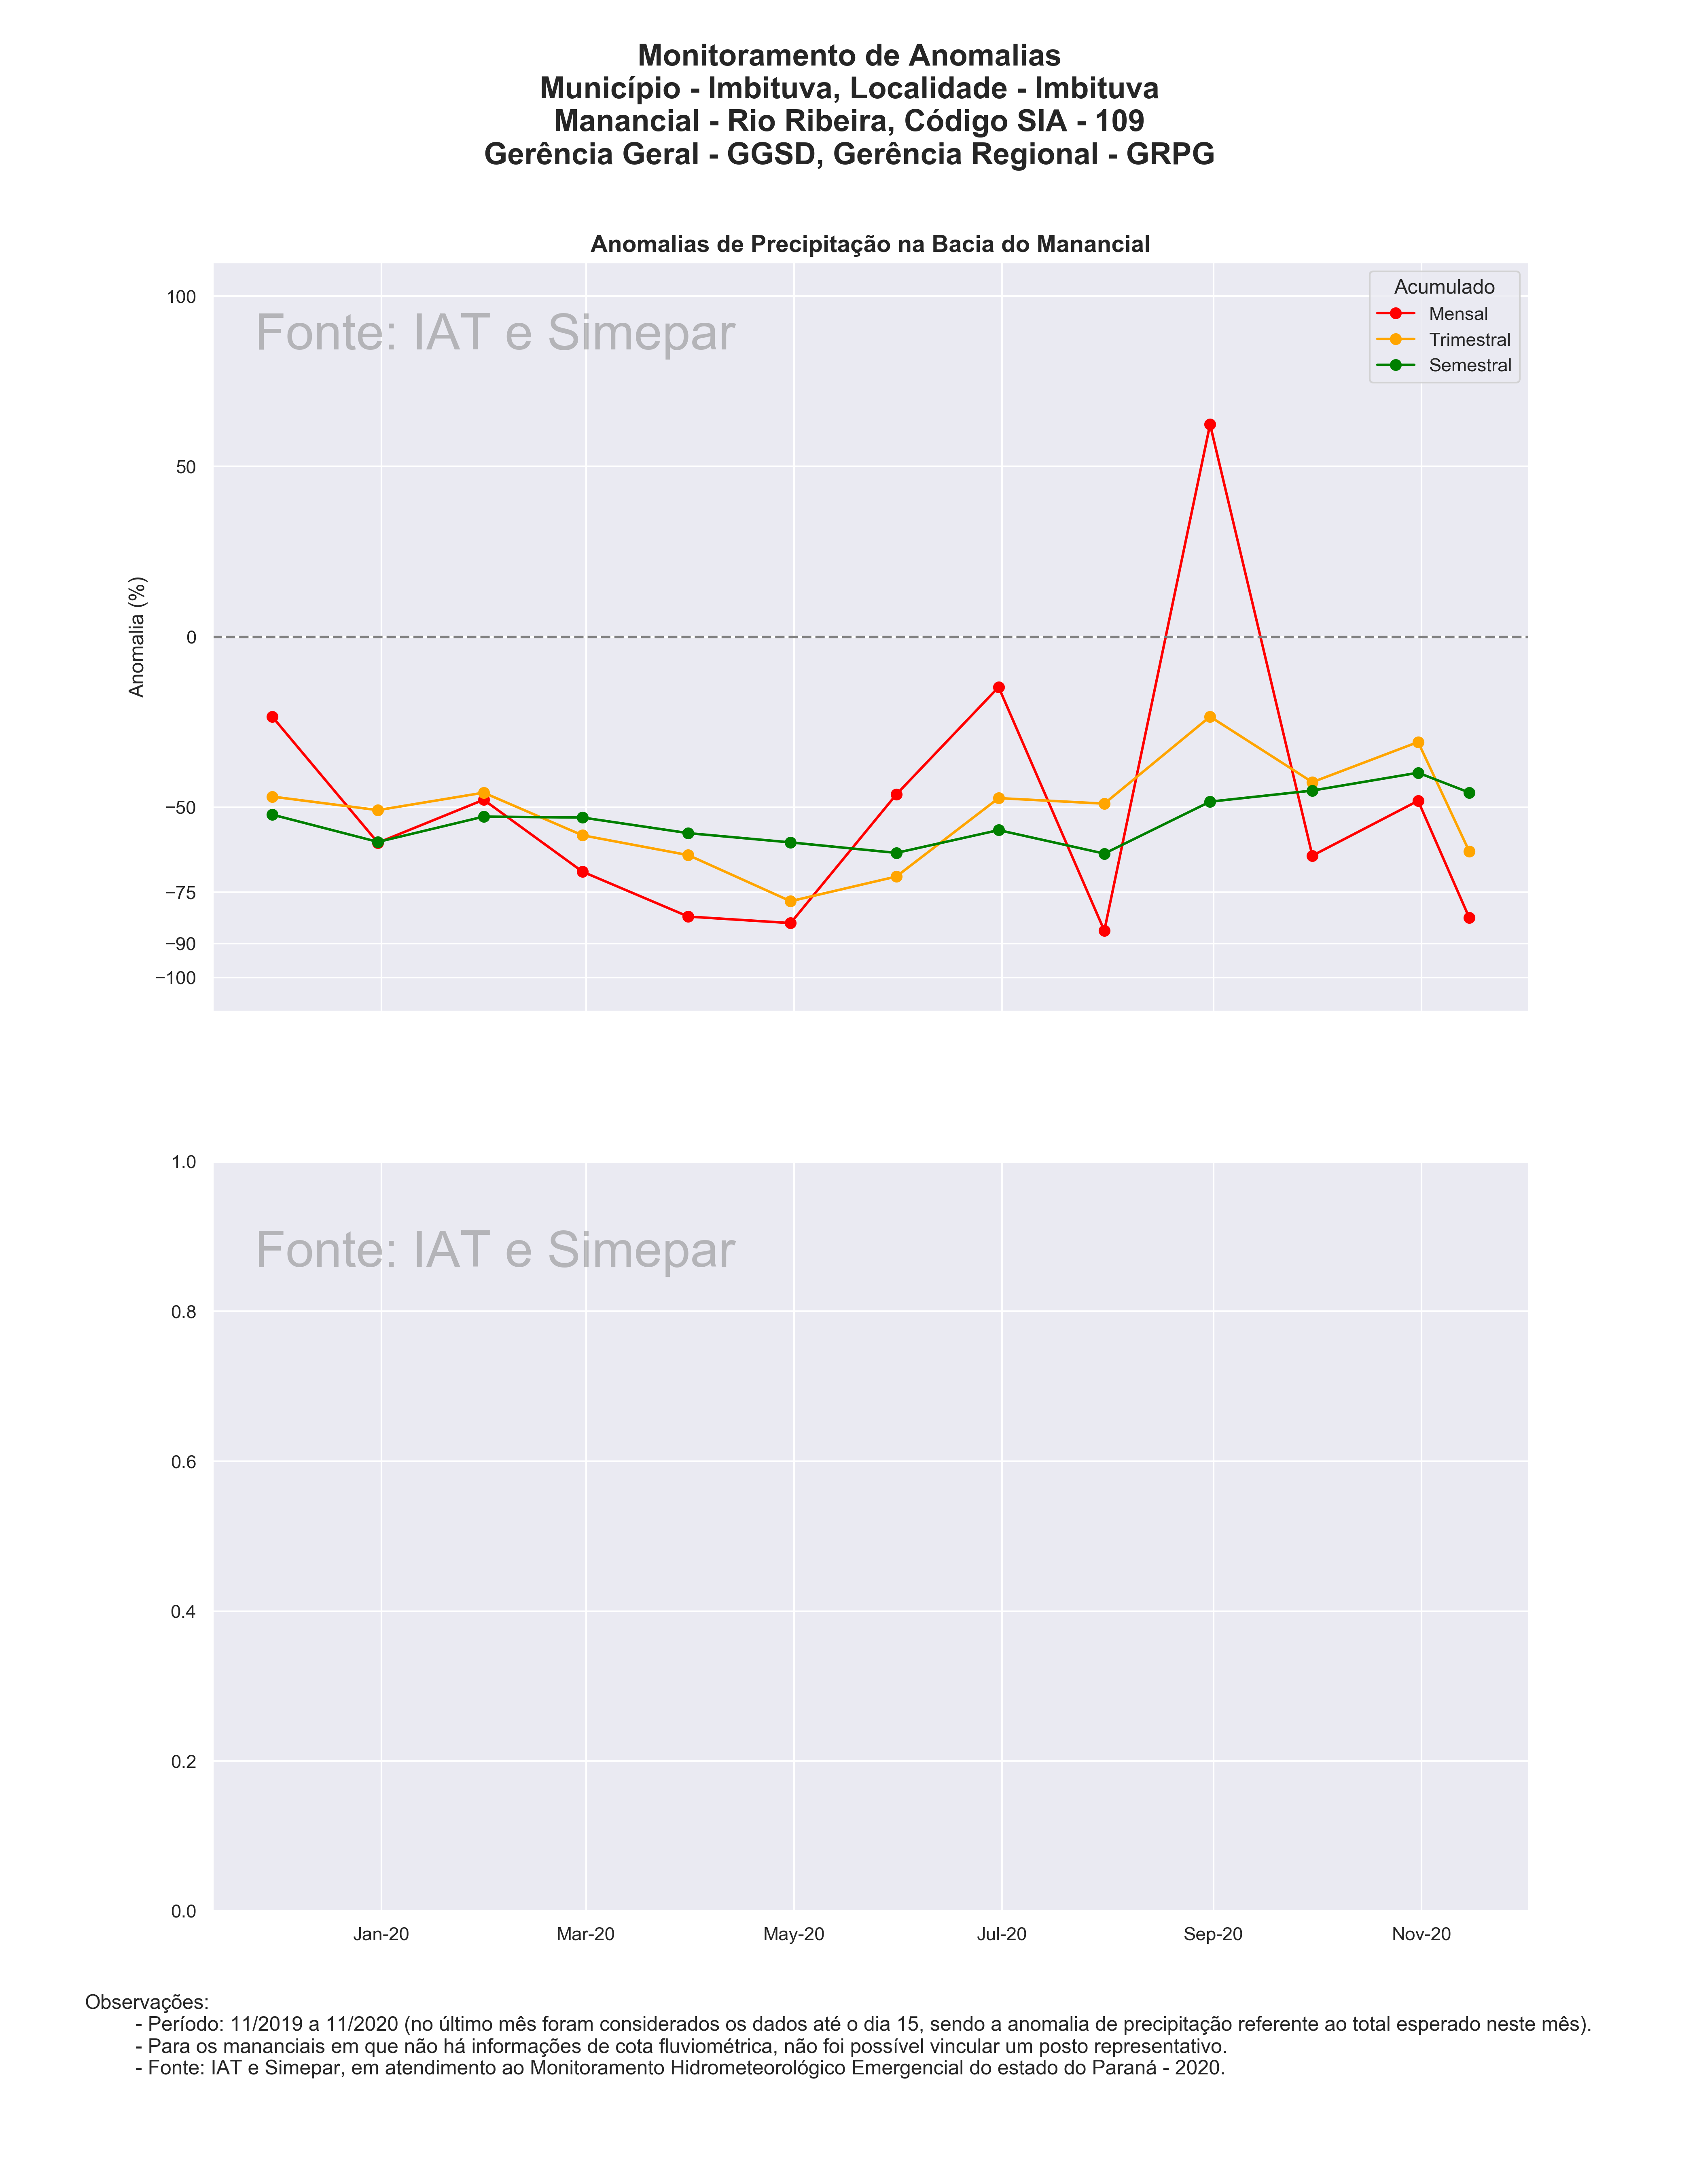 Monitoramento de Anomalias
Município - Imbituva, Localidade - Imbituva
Manancial - Rio Ribeira, Código SIA - 109
Gerência Geral - GGSD, Gerência Regional - GRPG
Anomalias de Precipitação na Bacia do Manancial
Fonte: IAT e Simepar
Acumulado
Mensal
Trimestral
Semestral
Anomalia (%)
100
50
0
−50
−75
−90
−100
Fonte: IAT e Simepar
1.0
0.8
0.6
0.4
0.2
0.0
Jan-20 Mar-20 May-20 Jul-20 Sep-20 Nov-20
Observações:
- Período: 11/2019 a 11/2020 (no último mês foram considerados os dados até o dia 15, sendo a anomalia de precipitação referente ao total esperado neste mês).
- Para os mananciais em que não há informações de cota fluviométrica, não foi possível vincular um posto representativo.
- Fonte: IAT e Simepar, em atendimento ao Monitoramento Hidrometeorológico Emergencial do estado do Paraná - 2020.